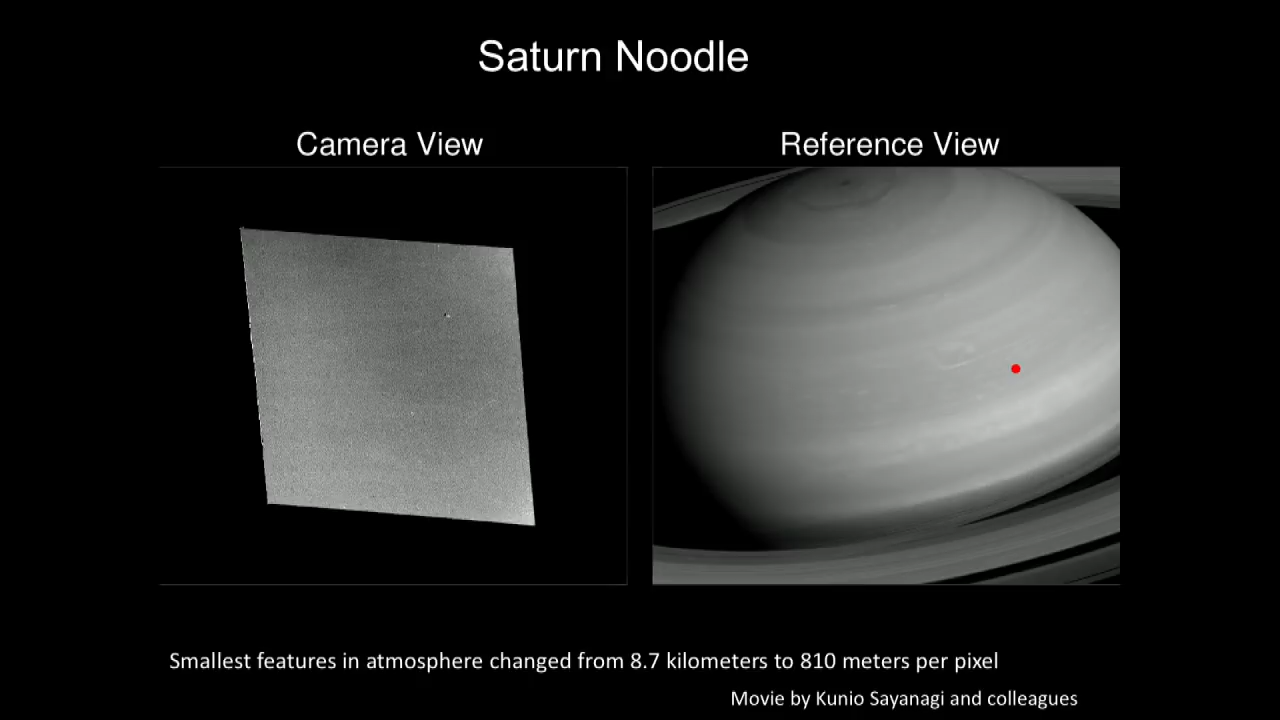 Saturn Noodle
Camera View
Reference View
Smallest features in atmosphere changed from 8.7 kilometers to 810 meters per pixel
Movie by Kunio Sayanagi and colleagues